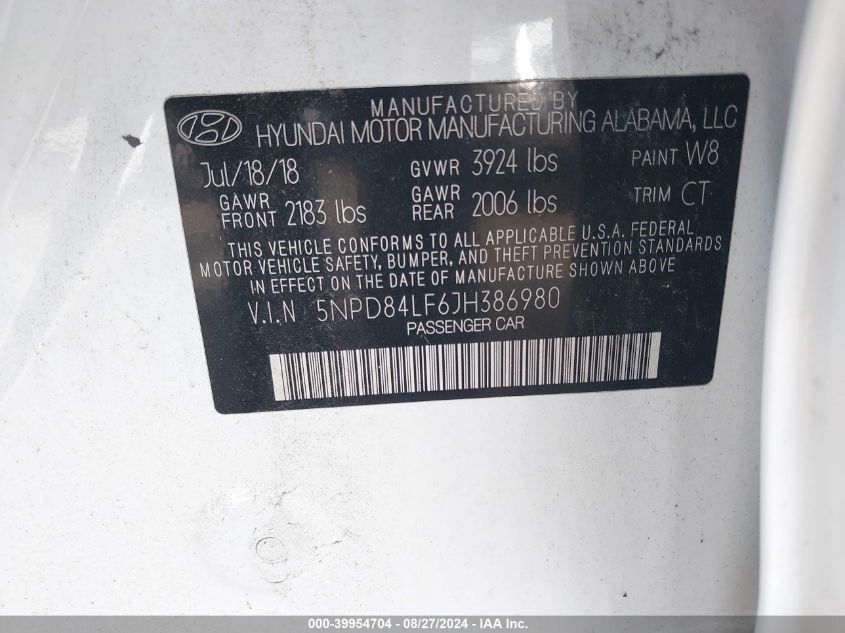 MANUFACTURED BY
HYUNDAI MOTOR MANUFACTURING ALABAMA, LLC
Jul/18/18 GVWR 3924 lbs PAINT W8
GAWR FRONT 2183 lbs GAWR REAR 2006 lbs TRIM CT
THIS VEHICLE CONFORMS TO ALL APPLICABLE U.S.A. FEDERAL
MOTOR VEHICLE SAFETY, BUMPER, AND THEFT PREVENTION STANDARDS
IN EFFECT ON THE DATE OF MANUFACTURE SHOWN ABOVE
V.I.N 5NPD84LF6JH386980
PASSENGER CAR
000-39954704 - 08/27/2024 - IAA Inc.